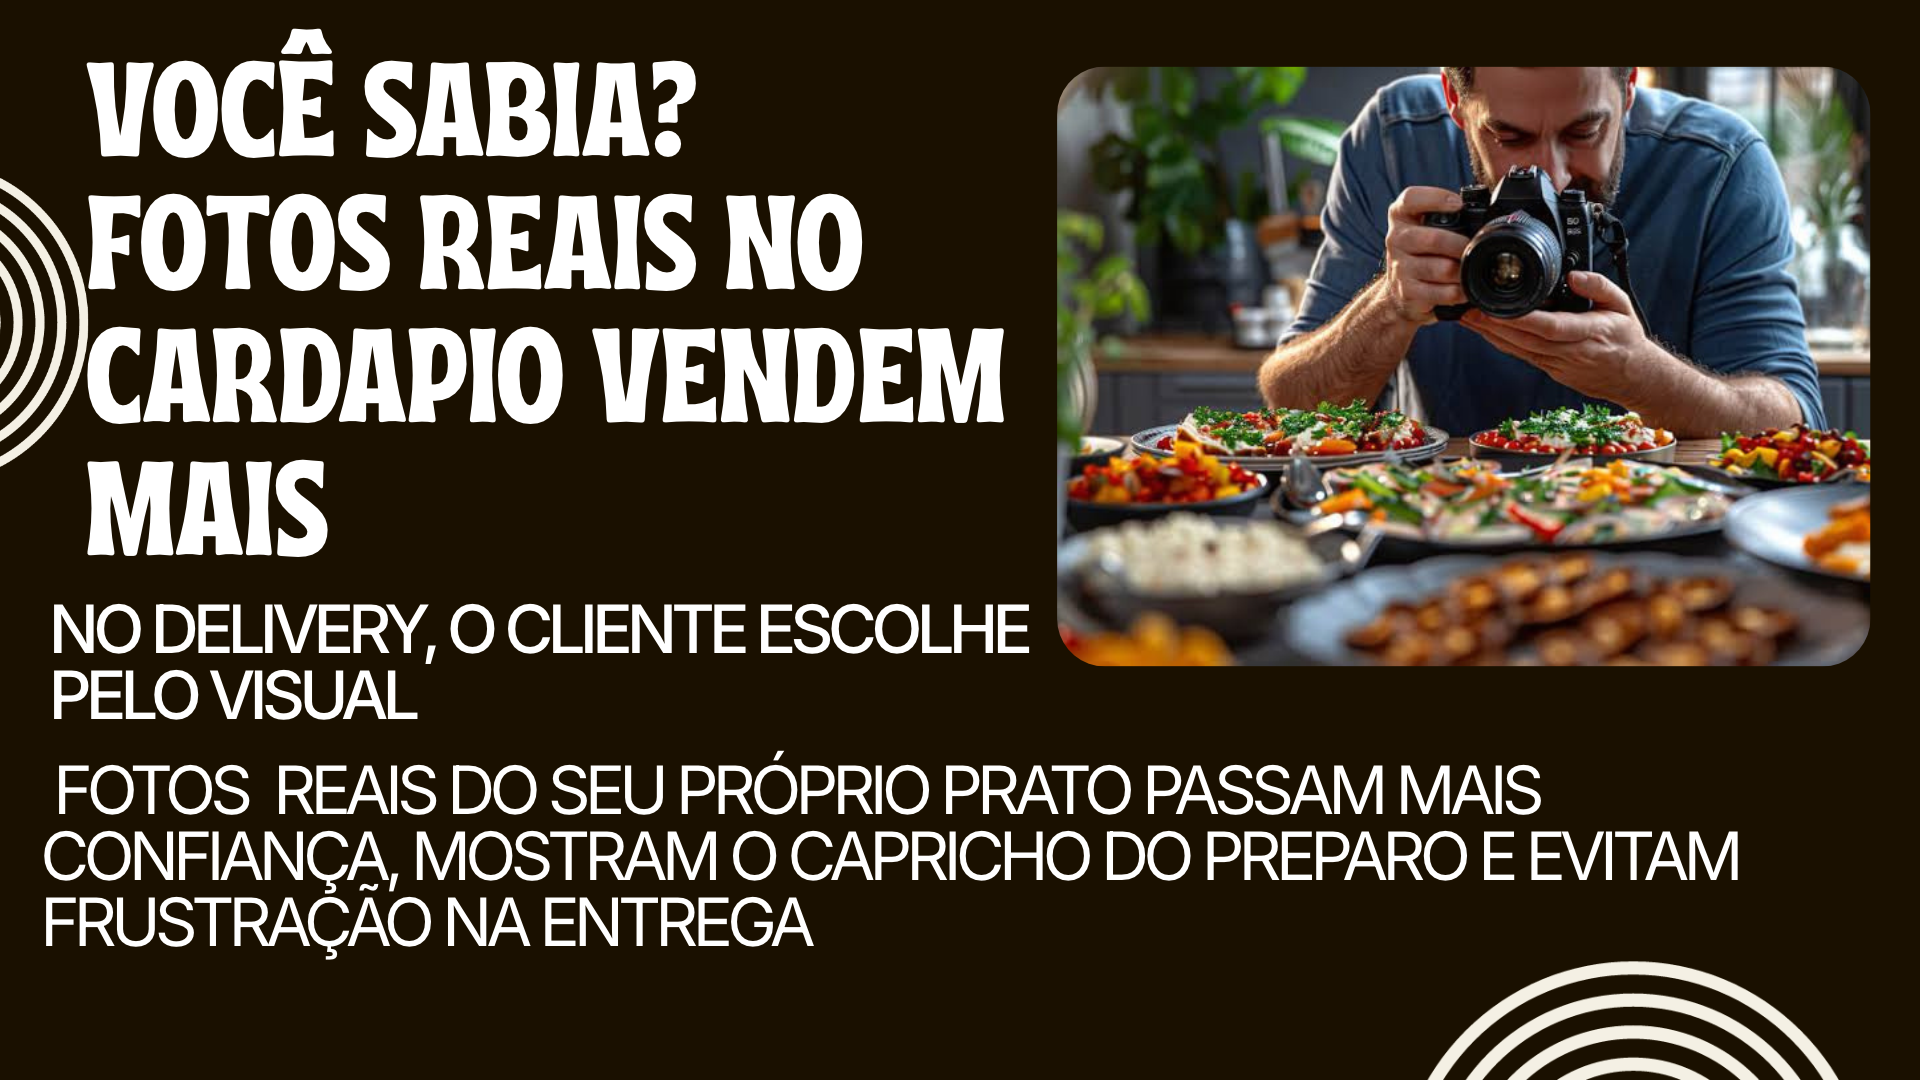 VOCÊ SABIA?
FOTOS REAIS NO
CARDAPIO VENDEM
MAIS
NO DELIVERY, O CLIENTE ESCOLHE
PELO VISUAL
FOTOS REAIS DO SEU PRÓPRIO PRATO PASSAM MAIS
CONFIANÇA, MOSTRAM O CAPRICHO DO PREPARO E EVITAM
FRUSTRAÇÃO NA ENTREGA